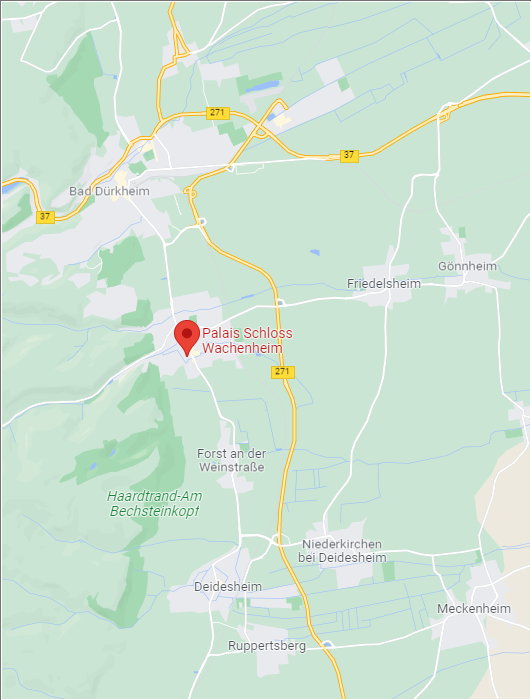 271
37
Bad Dürkheim
37
Gönnheim
Friedelsheim
Palais Schloss
Wachenheim
271
Forst an der
Weinstraße
Haardtrand-Am
Bechsteinkopf
Niederkirchen
bei Deidesheim
Deidesheim
Meckenheim
Ruppertsberg